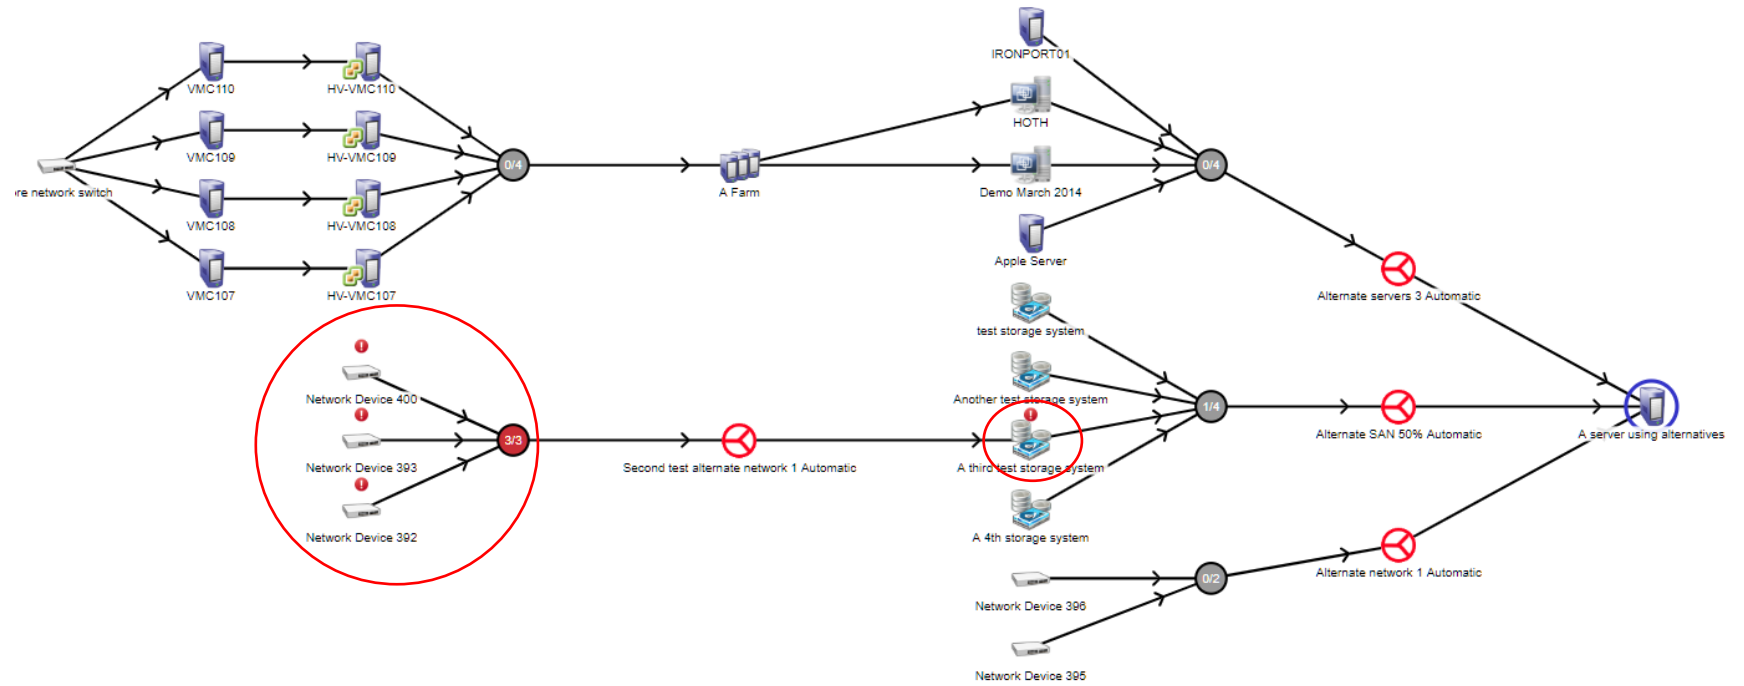 IRONPORT01
VMC110
HV-VMC110
HOTH
VMC109
HV-VMC109
0/4
0/4
re network switch
A Farm
Demo March 2014
VMC108
HV-VMC108
Apple Server
VMC107
HV-VMC107
Alternate servers 3 Automatic
test storage system
Network Device 400
Another test storage system
1/4
Alternate SAN 50% Automatic
A server using alternatives
3/3
Network Device 393
Second test alternate network 1 Automatic
A third test storage system
Network Device 392
A 4th storage system
Alternate network 1 Automatic
0/2
Network Device 396
Network Device 395